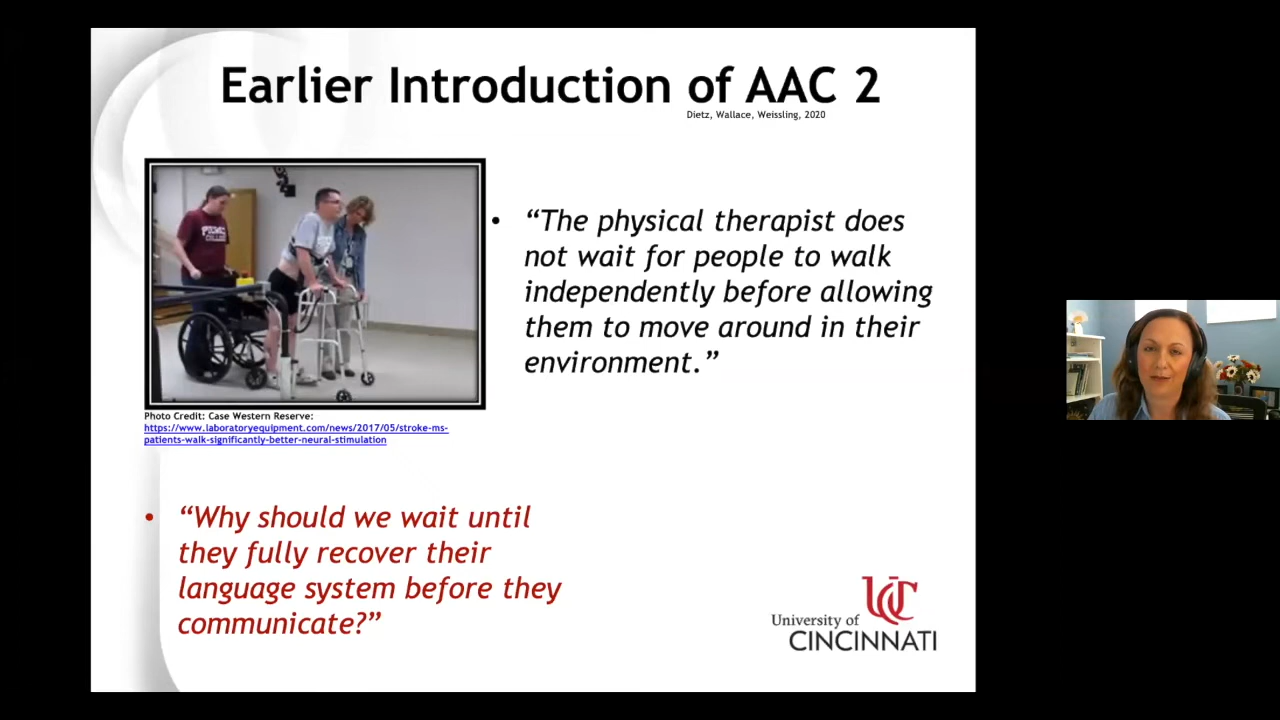 Earlier Introduction of AAC 2
Dietz, Wallace, Weissling, 2020
• “The physical therapist does
not wait for people to walk
independently before allowing
them to move around in their
environment.”
Photo Credit: Case Western Reserve:
https://www.laboratoryequipment.com/news/2017/05/stroke-ms-
patients-walk-significantly-better-neural-stimulation
• “Why should we wait until
they fully recover their
language system before they
communicate?”
UC
University of
CINCINNATI